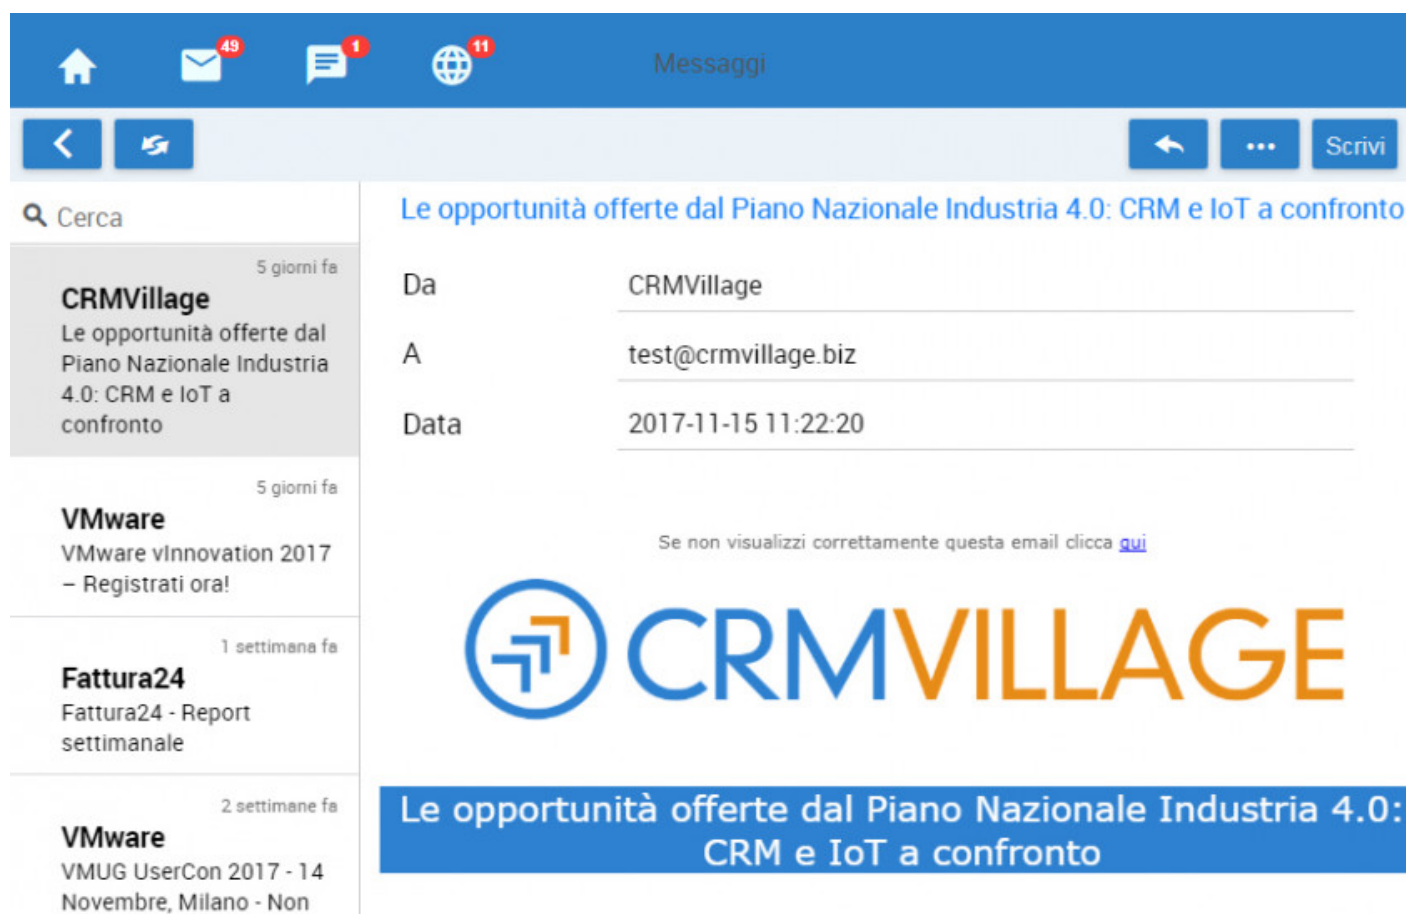 49
1
11
Messaggi
Scrivi
Cerca
5 giorni fa
CRMVillage
Le opportunità offerte dal
Piano Nazionale Industria
4.0: CRM e IoT a
confronto
5 giorni fa
VMware
VMware vInnovation 2017
– Registrati ora!
1 settimana fa
Fattura24
Fattura24 - Report
settimanale
2 settimane fa
VMware
VMUG UserCon 2017 - 14
Novembre, Milano - Non
Le opportunità offerte dal Piano Nazionale Industria 4.0: CRM e IoT a confronto
Da CRMVillage
A test@crmvillage.biz
Data 2017-11-15 11:22:20
Se non visualizzi correttamente questa email clicca qui
CRMVILLAGE
Le opportunità offerte dal Piano Nazionale Industria 4.0:
CRM e IoT a confronto